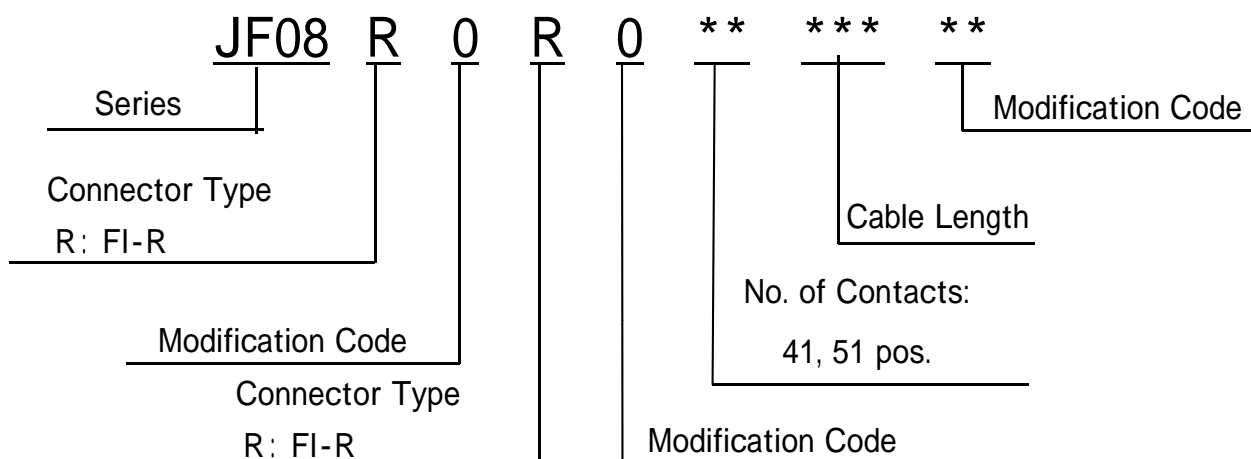 JF08 R 0 R 0 ** *** **
Series
Modification Code
Connector Type
R: FI-R
Cable Length
No. of Contacts:
41, 51 pos.
Modification Code
Connector Type
R: FI-R
Modification Code